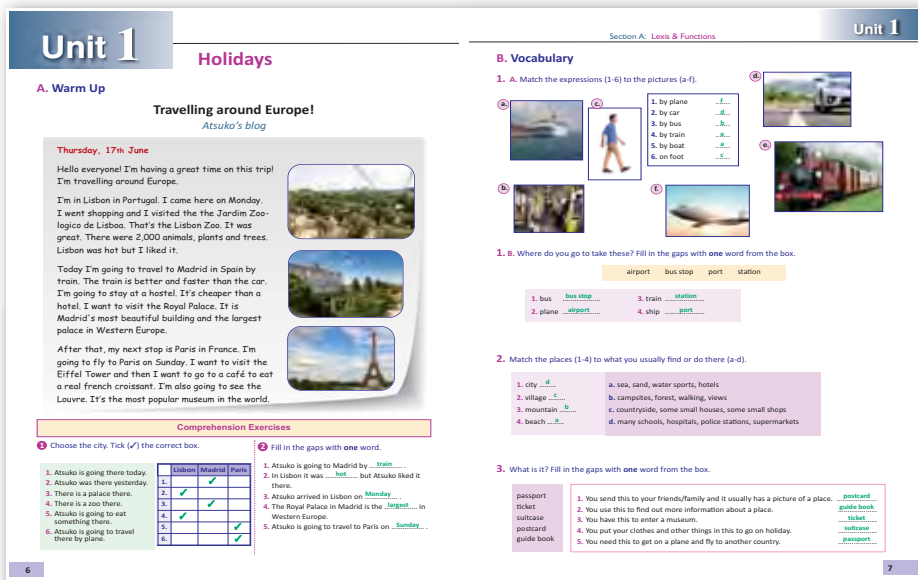 Unit 1
Holidays
A. Warm Up
Travelling around Europe!
Atsuko's blog
Thursday, 17th June
Hello everyone! I'm having a great time on this trip!
I'm travelling around Europe.
I'm in Lisbon in Portugal. I came here on Monday.
I went shopping and I visited the the Jardim Zoo-
logico de Lisboa. That's the Lisbon Zoo. It was
great. There were 2,000 animals, plants and trees.
Lisbon was hot but I liked it.
Today I'm going to travel to Madrid in Spain by
train. The train is better and faster than the car.
I'm going to stay at a hostel. It's cheaper than a
hotel. I want to visit the Royal Palace. It is
Madrid's most beautiful building and the largest
palace in Western Europe.
After that, my next stop is Paris in France. I'm
going to fly to Paris on Sunday. I want to visit the
Eiffel Tower and then I want to go to a café to eat
a real french croissant. I'm also going to see the
Louvre. It's the most popular museum in the world.
Comprehension Exercises
1 Choose the city. Tick (✓) the correct box.
1. Atsuko is going there today.
2. Atsuko was there yesterday.
3. There is a palace there.
4. There is a zoo there.
5. Atsuko is going to eat
something there.
6. Atsuko is going to travel
there by plane.
Lisbon Madrid Paris
1. ✓
2. ✓
3. ✓
4. ✓
5. ✓
6. ✓
2 Fill in the gaps with one word.
1. Atsuko is going to Madrid by train .
2. In Lisbon it was hot but Atsuko liked it
there.
3. Atsuko arrived in Lisbon on Monday .
4. The Royal Palace in Madrid is the largest in
Western Europe.
5. Atsuko is going to travel to Paris on Sunday .
6
Section A: Lexis & Functions
Unit 1
B. Vocabulary
1. A. Match the expressions (1-6) to the pictures (a-f).
a.
c.
1. by plane f
2. by car d
3. by bus b
4. by train e
5. by boat a
6. on foot c
d.
e.
b.
f.
1. B. Where do you go to take these? Fill in the gaps with one word from the box.
airport bus stop port station
1. bus bus stop 3. train station
2. plane airport 4. ship port
2. Match the places (1-4) to what you usually find or do there (a-d).
1. city d a. sea, sand, water sports, hotels
2. village c b. campsites, forest, walking, views
3. mountain b c. countryside, some small houses, some small shops
4. beach a d. many schools, hospitals, police stations, supermarkets
3. What is it? Fill in the gaps with one word from the box.
passport
ticket
suitcase
postcard
guide book
1. You send this to your friends/family and it usually has a picture of a place. postcard
2. You use this to find out more information about a place. guide book
3. You have this to enter a museum. ticket
4. You put your clothes and other things in this to go on holiday. suitcase
5. You need this to get on a plane and fly to another country. passport
7